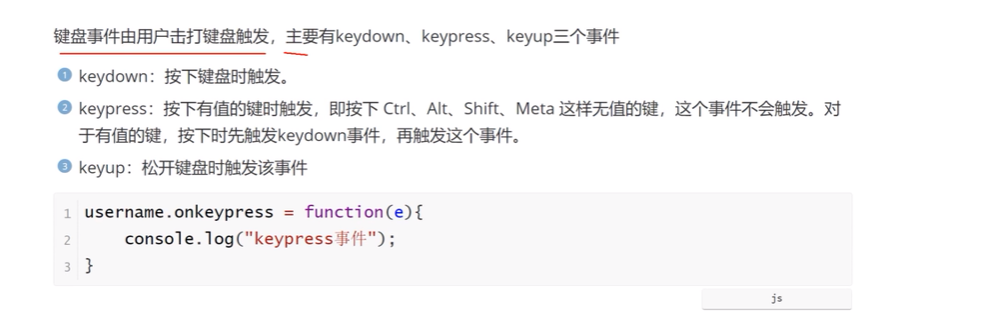 键盘事件由用户击打键盘触发，主要有keydown、keypress、keyup三个事件
1 keydown：按下键盘时触发。
2 keypress：按下有值的键时触发，即按下 Ctrl、Alt、Shift、Meta 这样无值的键，这个事件不会触发。对
于有值的键，按下时先触发keydown事件，再触发这个事件。
3 keyup：松开键盘时触发该事件
1 username.onkeypress = function(e){
2     console.log("keypress事件");
3 }
js